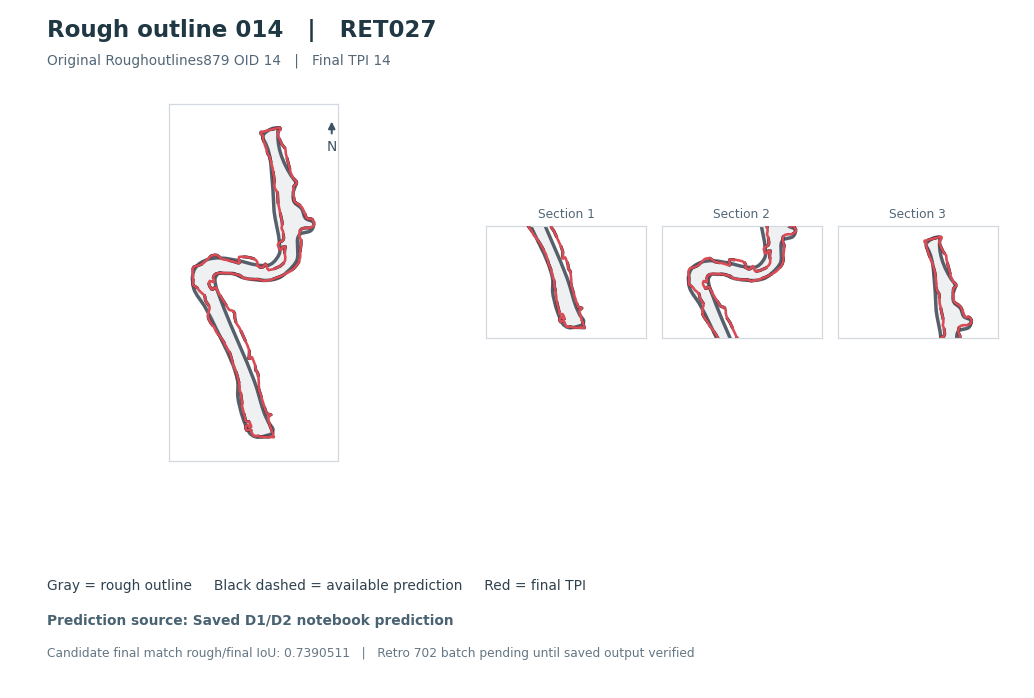 Rough outline 014   |   RET027
Original Roughoutlines879 OID 14   |   Final TPI 14
N
Section 1
Section 2
Section 3
Gray = rough outline     Black dashed = available prediction     Red = final TPI
Prediction source: Saved D1/D2 notebook prediction
Candidate final match rough/final IoU: 0.7390511   |   Retro 702 batch pending until saved output verified